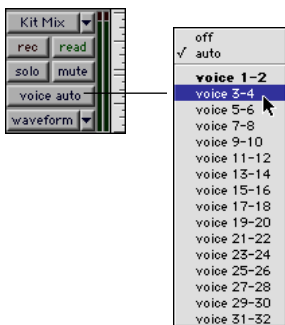 Kit Mix
rec read
solo mute
voice auto
waveform
off
✓ auto
voice 1-2
voice 3-4
voice 5-6
voice 7-8
voice 9-10
voice 11-12
voice 13-14
voice 15-16
voice 17-18
voice 19-20
voice 21-22
voice 23-24
voice 25-26
voice 27-28
voice 29-30
voice 31-32